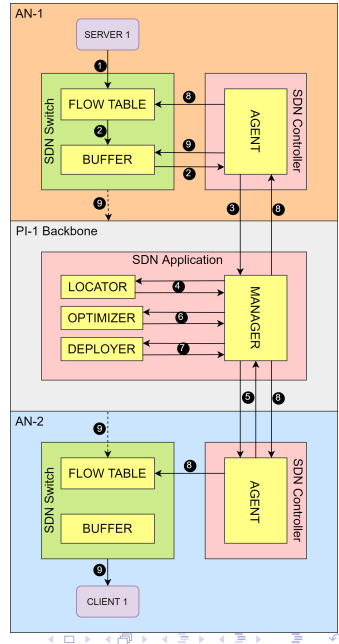 AN-1
SERVER 1
1
SDN Switch
FLOW TABLE
8
AGENT
SDN Controller
2
9
BUFFER
2
9
3
8
PI-1 Backbone
SDN Application
LOCATOR
4
MANAGER
OPTIMIZER
6
DEPLOYER
7
5
8
AN-2
9
SDN Switch
FLOW TABLE
8
AGENT
SDN Controller
BUFFER
9
CLIENT 1